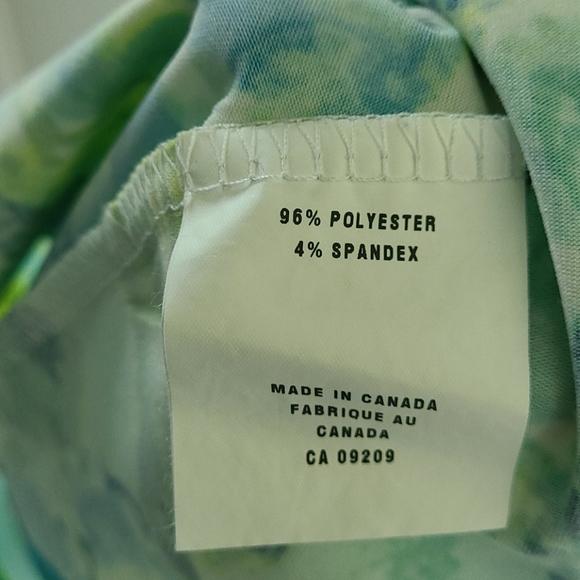 96% POLYESTER
4% SPANDEX
MADE IN CANADA
FABRIQUE AU
CANADA
CA 09209